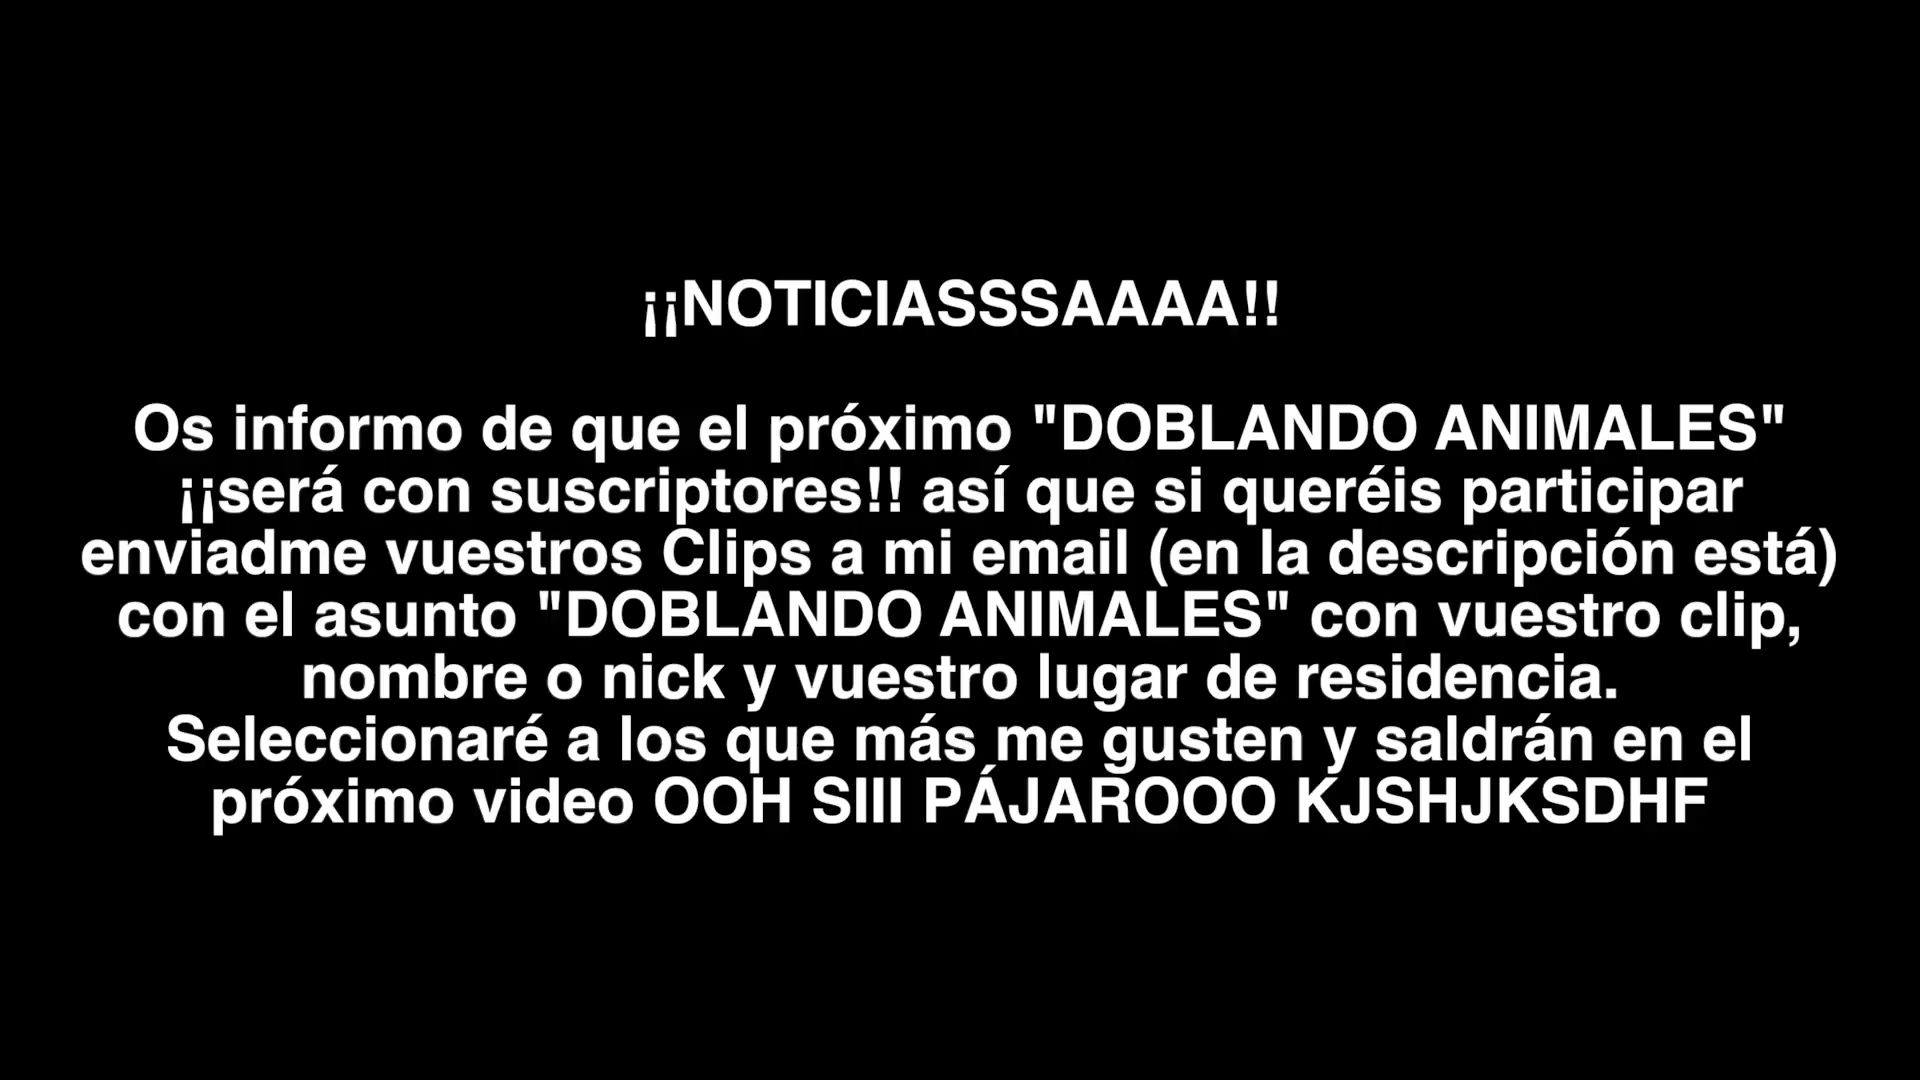 ¡¡NOTICIASSSAAAA!!
Os informo de que el próximo "DOBLANDO ANIMALES"
¡¡será con suscriptores!! así que si queréis participar
enviadme vuestros Clips a mi email (en la descripción está)
con el asunto "DOBLANDO ANIMALES" con vuestro clip,
nombre o nick y vuestro lugar de residencia.
Seleccionaré a los que más me gusten y saldrán en el
próximo video OOH SIII PÁJAROOO KJSHJKSDHF